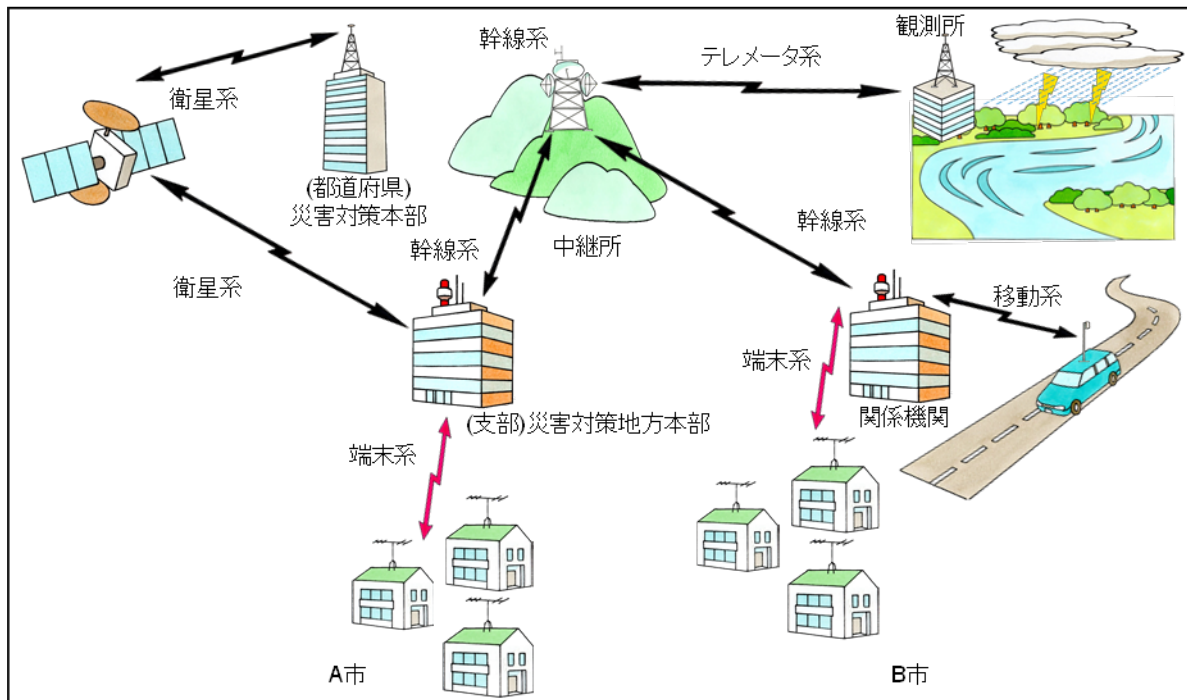 幹線系
テレメータ系
観測所
衛星系
(都道府県)
災害対策本部
幹線系
中継所
幹線系
衛星系
移動系
端末系
(支部)災害対策地方本部
関係機関
端末系
A市
B市